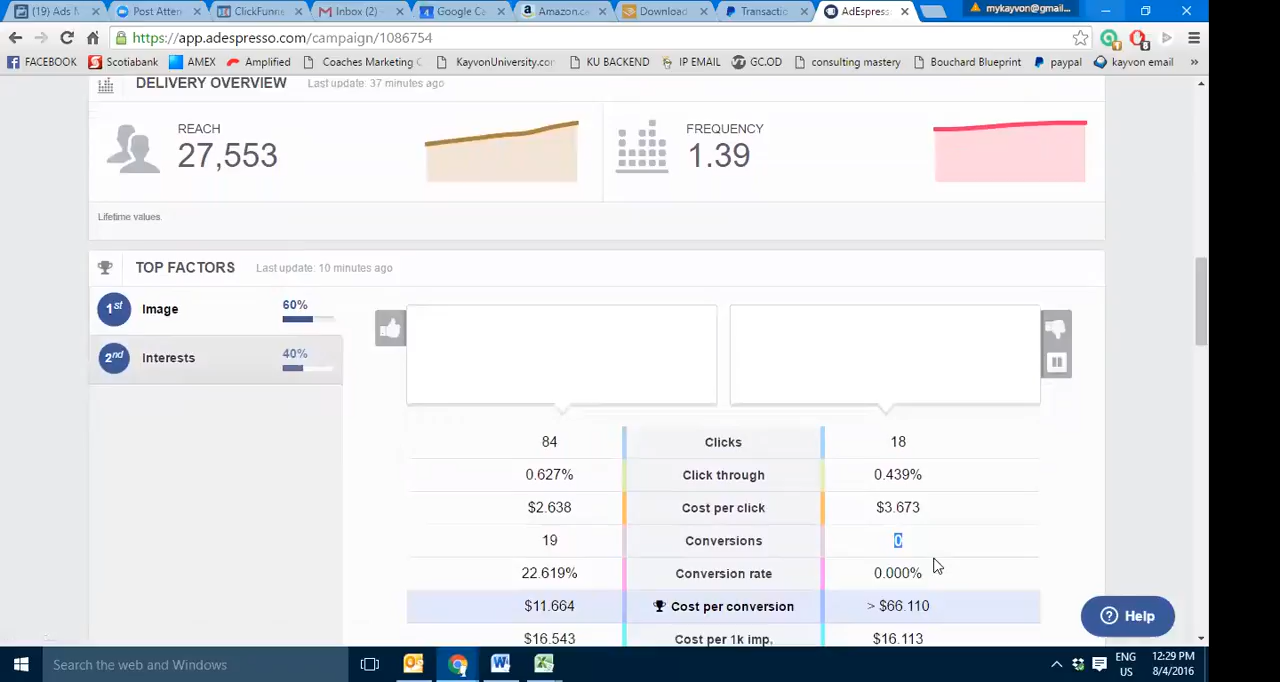 (19) Ads M
Post Atten
ClickFunne
Inbox (2) -
Google Ca
Amazon.ca
Download
Transactic
AdEspress
mykayvon@gmail...
https://app.adespresso.com/campaign/1086754
FACEBOOK
Scotiabank
AMEX
Amplified
Coaches Marketing C
KayvonUniversity.con
KU BACKEND
IP EMAIL
GC.OD
consulting mastery
Bouchard Blueprint
paypal
kayvon email
»
DELIVERY OVERVIEW Last update: 37 minutes ago
REACH
27,553
FREQUENCY
1.39
Lifetime values.
TOP FACTORS Last update: 10 minutes ago
1st Image 60%
2nd Interests 40%
84 Clicks 18
0.627% Click through 0.439%
$2.638 Cost per click $3.673
19 Conversions 0
22.619% Conversion rate 0.000%
$11.664 Cost per conversion > $66.110
$16.543 Cost per 1k imp. $16.113
Help
Search the web and Windows
ENG
US
12:29 PM
8/4/2016